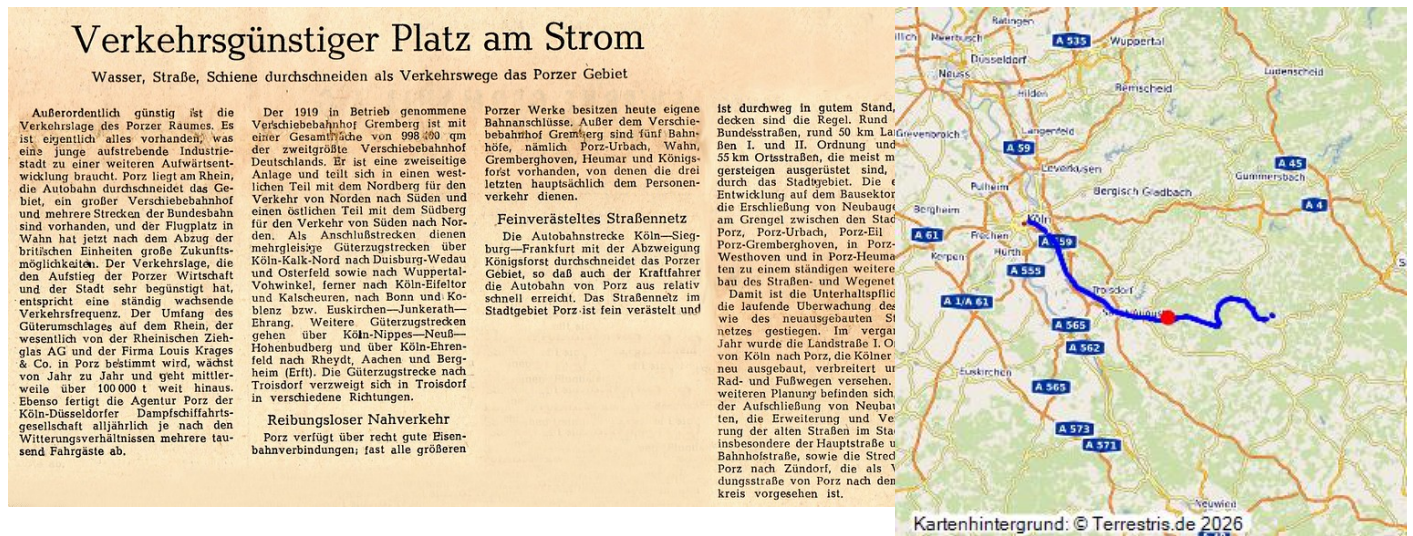 Verkehrsgünstiger Platz am Strom
Wasser, Straße, Schiene durchschneiden als Verkehrswege das Porzer Gebiet
Außerordentlich günstig ist die
Verkehrslage des Porzer Raumes. Es
ist eigentlich alles vorhanden, was
eine junge aufstrebende Industrie-
stadt zu einer weiteren Aufwärtsent-
wicklung braucht. Porz liegt am Rhein,
die Autobahn durchschneidet das Ge-
biet, ein großer Verschiebebahnhof
und mehrere Strecken der Bundesbahn
sind vorhanden, und der Flugplatz in
Wahn hat jetzt nach dem Abzug der
britischen Einheiten große Zukunfts-
möglichkeiten. Der Verkehrslage, die
den Aufstieg der Porzer Wirtschaft
und der Stadt sehr begünstigt hat,
entspricht eine ständig wachsende
Verkehrsfrequenz. Der Umfang des
Güterumschlages auf dem Rhein, der
wesentlich von der Rheinischen Zieh-
glas AG und der Firma Louis Krages
& Co. in Porz bestimmt wird, wächst
von Jahr zu Jahr und geht mittler-
weile über 100 000 t weit hinaus.
Ebenso fertigt die Agentur Porz der
Köln-Düsseldorfer Dampfschiffahrts-
gesellschaft alljährlich je nach den
Witterungsverhältnissen mehrere tau-
send Fahrgäste ab.
Der 1919 in Betrieb genommene
Verschiebebahnhof Gremberg ist mit
einer Gesamtfläche von 998 qm
der zweitgrößte Verschiebebahnhof
Deutschlands. Er ist eine zweiseitige
Anlage und teilt sich in einen west-
lichen Teil mit dem Nordberg für den
Verkehr von Norden nach Süden und
einen östlichen Teil mit dem Südberg
für den Verkehr von Süden nach Nor-
den. Als Anschlußstrecken dienen
mehrgleisige Güterzugstrecken über
Köln-Kalk-Nord nach Duisburg-Wedau
und Osterfeld sowie nach Wuppertal-
Vohwinkel, ferner nach Köln-Eifeltor
und Kalscheuren, nach Bonn und Ko-
blenz bzw. Euskirchen—Junkerath—
Ehrang. Weitere Güterzugstrecken
gehen über Köln-Nippes—Neuß—
Hohenbudberg und über Köln-Ehren-
feld nach Rheydt, Aachen und Berg-
heim (Erft). Die Güterzugstrecke nach
Troisdorf verzweigt sich in Troisdorf
in verschiedene Richtungen.
Reibungsloser Nahverkehr
Porz verfügt über recht gute Eisen-
bahnverbindungen; fast alle größeren
Porzer Werke besitzen heute eigene
Bahnanschlüsse. Außer dem Verschie-
bebahnhof Gremberg sind fünf Bahn-
höfe, nämlich Porz-Urbach, Wahn,
Gremberghoven, Heumar und Königs-
forst vorhanden, von denen die drei
letzten hauptsächlich dem Personen-
verkehr dienen.
Feinverästeltes Straßennetz
Die Autobahnstrecke Köln—Sieg-
burg—Frankfurt mit der Abzweigung
Königsforst durchschneidet das Porzer
Gebiet, so daß auch der Kraftfahrer
die Autobahn von Porz aus relativ
schnell erreicht. Das Straßennetz im
Stadtgebiet Porz ist fein verästelt und
ist durchweg in gutem Stand,
decken sind die Regel. Rund
Bundesstraßen, rund 50 km La
ßen I. und II. Ordnung und
55 km Ortsstraßen, die meist m
gersteigen ausgerüstet sind,
durch das Stadtgebiet. Die e
Entwicklung auf dem Bausektor
die Erschließung von Neubauge
am Grengel zwischen den Stad
Porz, Porz-Urbach, Porz-Eil
Porz-Gremberghoven, in Porz-
Westhoven und in Porz-Heuma
ten zu einem ständigen weitere
bau des Straßen- und Wegenet
Damit ist die Unterhaltspflic
die laufende Überwachung des
wie des neuausgebauten St
netzes gestiegen. Im vergan
Jahr wurde die Landstraße I. O
von Köln nach Porz, die Kölner
neu ausgebaut, verbreitert un
Rad- und Fußwegen versehen.
weiteren Planung befinden sich
der Aufschließung von Neubau
ten, die Erweiterung und Ve
rung der alten Straßen im Sta
insbesondere der Hauptstraße u
Bahnhofstraße, sowie die Strec
Porz nach Zündorf, die als V
dungsstraße von Porz nach den
kreis vorgesehen ist.
Ratingen
illich Meerbusch
A 535
Wuppertal
Düsseldorf
Neuss
Lüdenscheid
Hilden
Remscheid
Grevenbroich
Langenfeld
A 59
A 45
Leverkusen
Gummersbach
Pulheim
Bergisch Gladbach
A 4
Bergheim
Köln
A 61
Frechen
A 559
Kerpen
Hürth
A 555
Troisdorf
A 1/A 61
A 565
A 562
Euskirchen
A 565
A 573
A 571
Neuwied
Kartenhintergrund: © Terrestris.de 2026